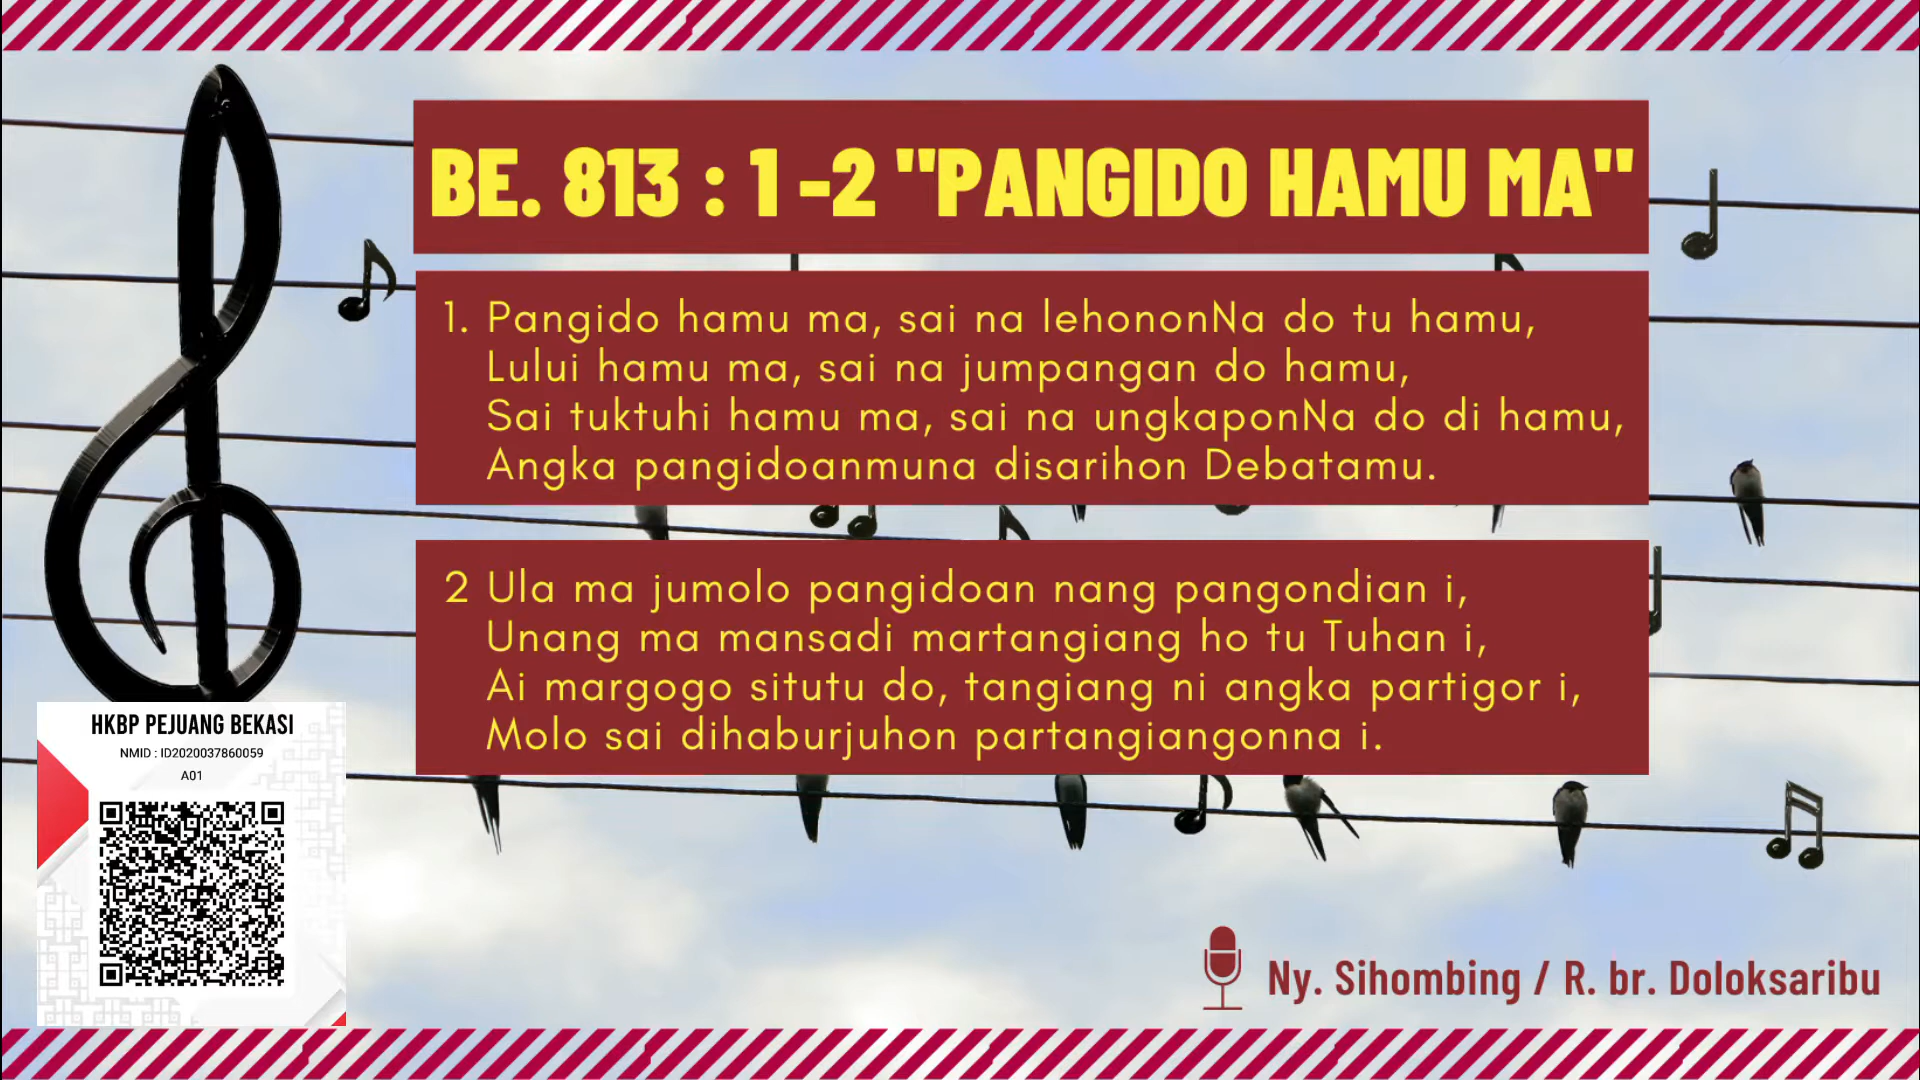 BE. 813 : 1 -2 "PANGIDO HAMU MA"
1. Pangido hamu ma, sai na lehononNa do tu hamu,
Lului hamu ma, sai na jumpangan do hamu,
Sai tuktuhi hamu ma, sai na ungkaponNa do di hamu,
Angka pangidoanmuna disarihon Debatamu.
2 Ula ma jumolo pangidoan nang pangondian i,
Unang ma mansadi martangiang ho tu Tuhan i,
Ai margogo situtu do, tangiang ni angka partigor i,
Molo sai dihaburjuhon partangiangonna i.
HKBP PEJUANG BEKASI
NMID : ID2020037860059
A01
Ny. Sihombing / R. br. Doloksaribu